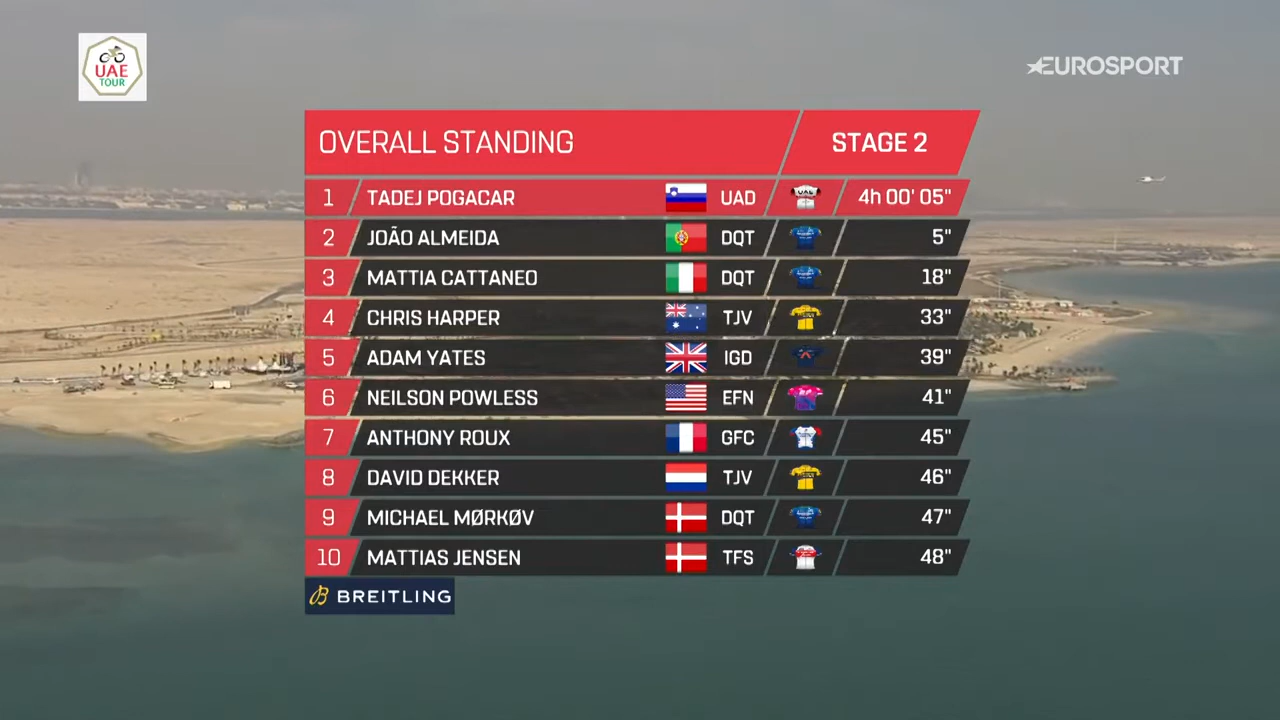 UAE
TOUR
EUROSPORT
OVERALL STANDING STAGE 2
1 TADEJ POGACAR UAD 4h 00' 05"
2 JOÃO ALMEIDA DQT 5"
3 MATTIA CATTANEO DQT 18"
4 CHRIS HARPER TJV 33"
5 ADAM YATES IGD 39"
6 NEILSON POWLESS EFN 41"
7 ANTHONY ROUX GFC 45"
8 DAVID DEKKER TJV 46"
9 MICHAEL MØRKØV DQT 47"
10 MATTIAS JENSEN TFS 48"
BREITLING